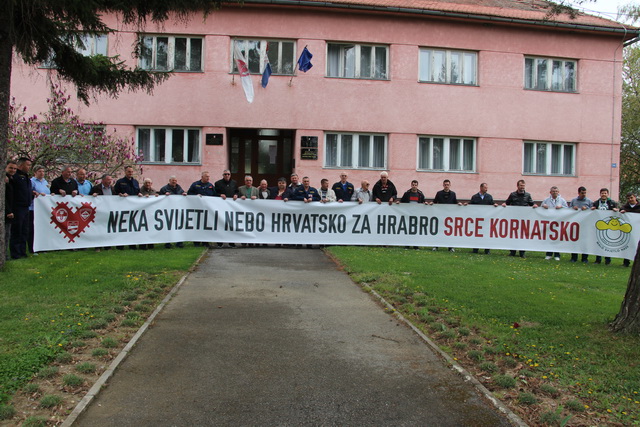 NEKA SVIJETLI NEBO HRVATSKO ZA HRABRO SRCE KORNATSKO